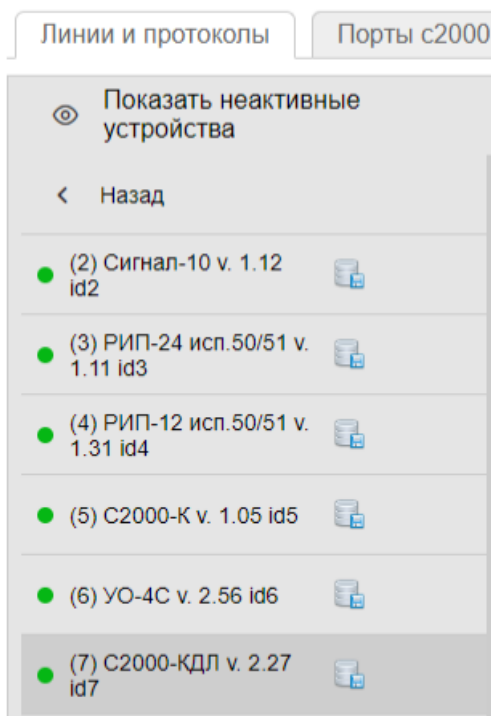 Линии и протоколы
Порты с2000
Показать неактивные
устройства
Назад
(2) Сигнал-10 v. 1.12
id2
(3) РИП-24 исп.50/51 v.
1.11 id3
(4) РИП-12 исп.50/51 v.
1.31 id4
(5) С2000-К v. 1.05 id5
(6) УО-4С v. 2.56 id6
(7) С2000-КДЛ v. 2.27
id7